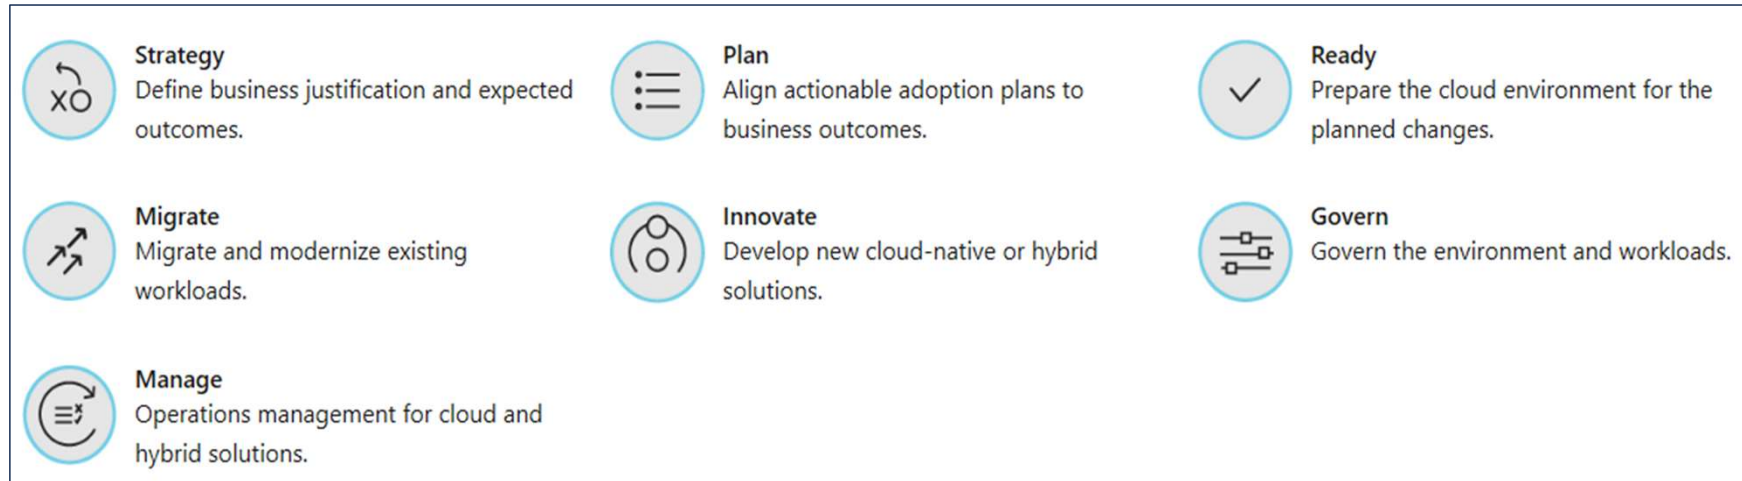 Strategy
Define business justification and expected
outcomes.
Plan
Align actionable adoption plans to
business outcomes.
Ready
Prepare the cloud environment for the
planned changes.
Migrate
Migrate and modernize existing
workloads.
Innovate
Develop new cloud-native or hybrid
solutions.
Govern
Govern the environment and workloads.
Manage
Operations management for cloud and
hybrid solutions.